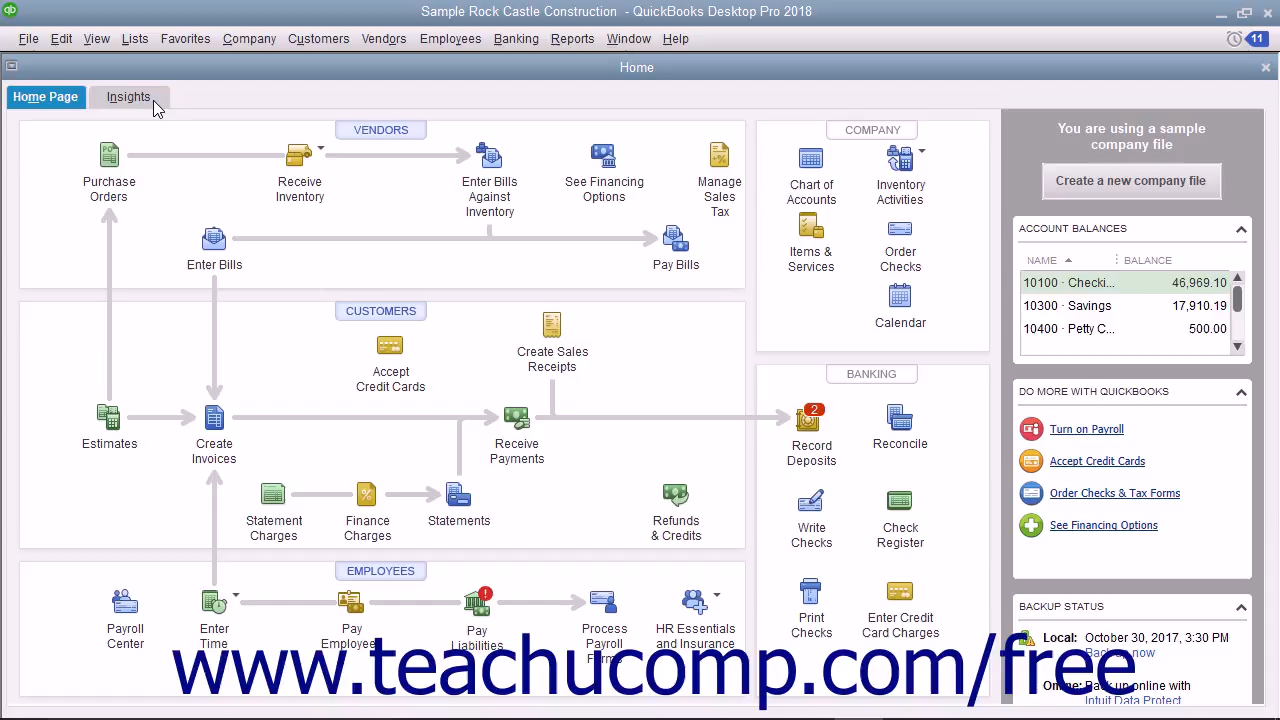 Sample Rock Castle Construction - QuickBooks Desktop Pro 2018
File Edit View Lists Favorites Company Customers Vendors Employees Banking Reports Window Help
11
Home
Home Page
Insights
VENDORS
Purchase
Orders
Receive
Inventory
Enter Bills
Against
Inventory
See Financing
Options
Manage
Sales
Tax
Enter Bills
Pay Bills
CUSTOMERS
Accept
Credit Cards
Create Sales
Receipts
Estimates
Create
Invoices
Receive
Payments
Statement
Charges
Finance
Charges
Statements
Refunds
& Credits
EMPLOYEES
Payroll
Center
Enter
Time
Pay
Employees
Pay
Liabilities
Process
Payroll
Forms
HR Essentials
and Insurance
COMPANY
Chart of
Accounts
Inventory
Activities
Items &
Services
Order
Checks
Calendar
BANKING
2
Record
Deposits
Reconcile
Write
Checks
Check
Register
Print
Checks
Enter Credit
Card Charges
You are using a sample
company file
Create a new company file
ACCOUNT BALANCES
NAME BALANCE
10100 · Checki... 46,969.10
10300 · Savings 17,910.19
10400 · Petty C... 500.00
DO MORE WITH QUICKBOOKS
Turn on Payroll
Accept Credit Cards
Order Checks & Tax Forms
See Financing Options
BACKUP STATUS
Local: October 30, 2017, 3:30 PM
Back up now
Online: Back up online with
Intuit Data Protect
www.teachucomp.com/free